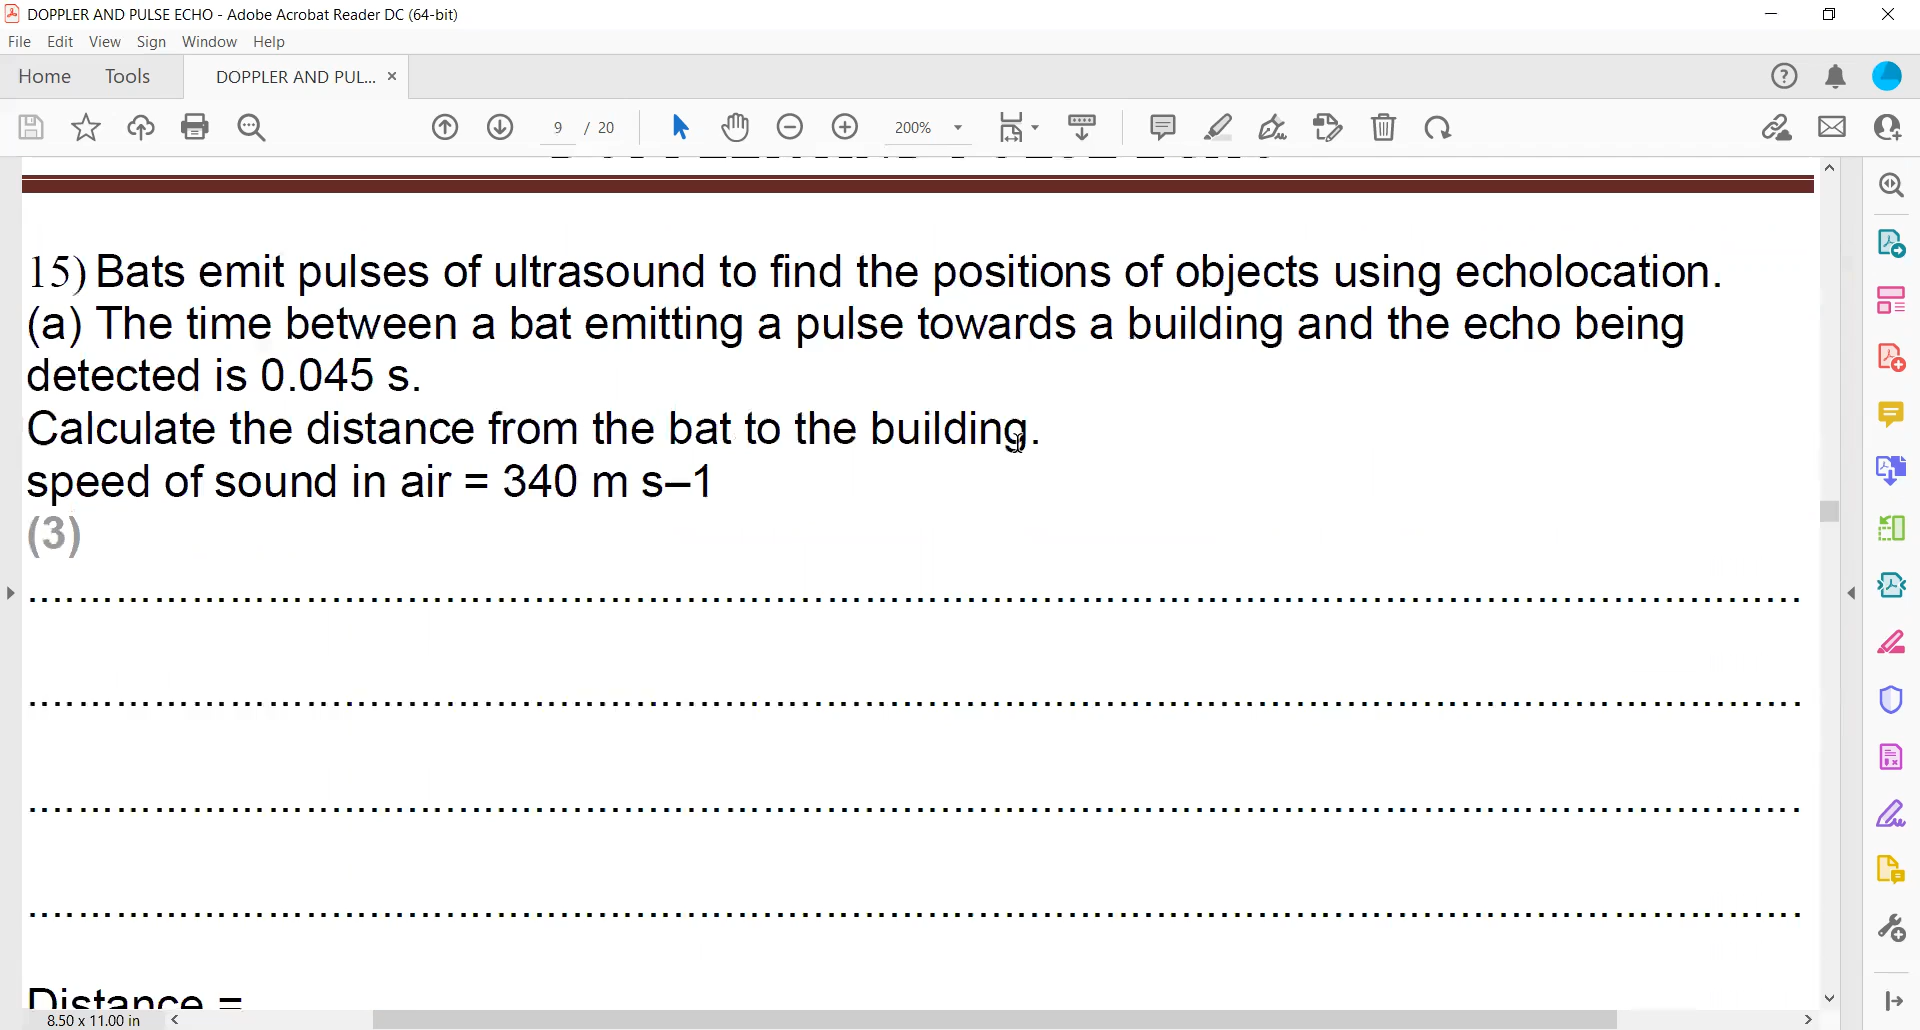 DOPPLER AND PULSE ECHO - Adobe Acrobat Reader DC (64-bit)
File Edit View Sign Window Help
Home Tools DOPPLER AND PUL... ×
9 / 20 200%
15) Bats emit pulses of ultrasound to find the positions of objects using echolocation.
(a) The time between a bat emitting a pulse towards a building and the echo being
detected is 0.045 s.
Calculate the distance from the bat to the building.
speed of sound in air = 340 m s–1
(3)
Distance =
8.50 x 11.00 in